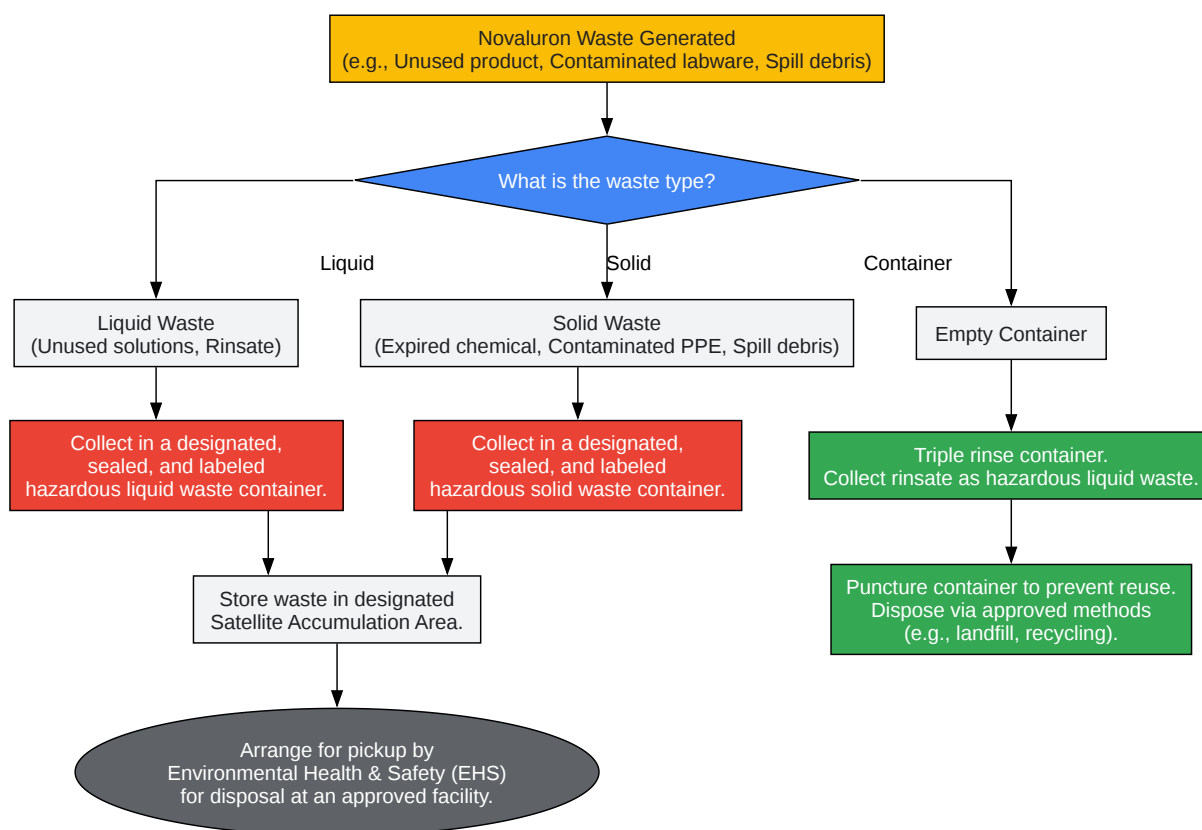 Novaluron Waste Generated
(e.g., Unused product, Contaminated labware, Spill debris)
What is the waste type?
Liquid
Solid
Container
Liquid Waste
(Unused solutions, Rinsate)
Solid Waste
(Expired chemical, Contaminated PPE, Spill debris)
Empty Container
Collect in a designated,
sealed, and labeled
hazardous liquid waste container.
Collect in a designated,
sealed, and labeled
hazardous solid waste container.
Triple rinse container.
Collect rinsate as hazardous liquid waste.
Store waste in designated
Satellite Accumulation Area.
Puncture container to prevent reuse.
Dispose via approved methods
(e.g., landfill, recycling).
Arrange for pickup by
Environmental Health & Safety (EHS)
for disposal at an approved facility.